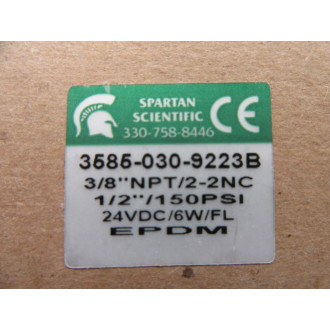 SPARTAN
SCIENTIFIC
330-758-8446
CE
3585-030-9223B
3/8"NPT/2-2NC
1/2"/150PSI
24VDC/6W/FL
EPDM